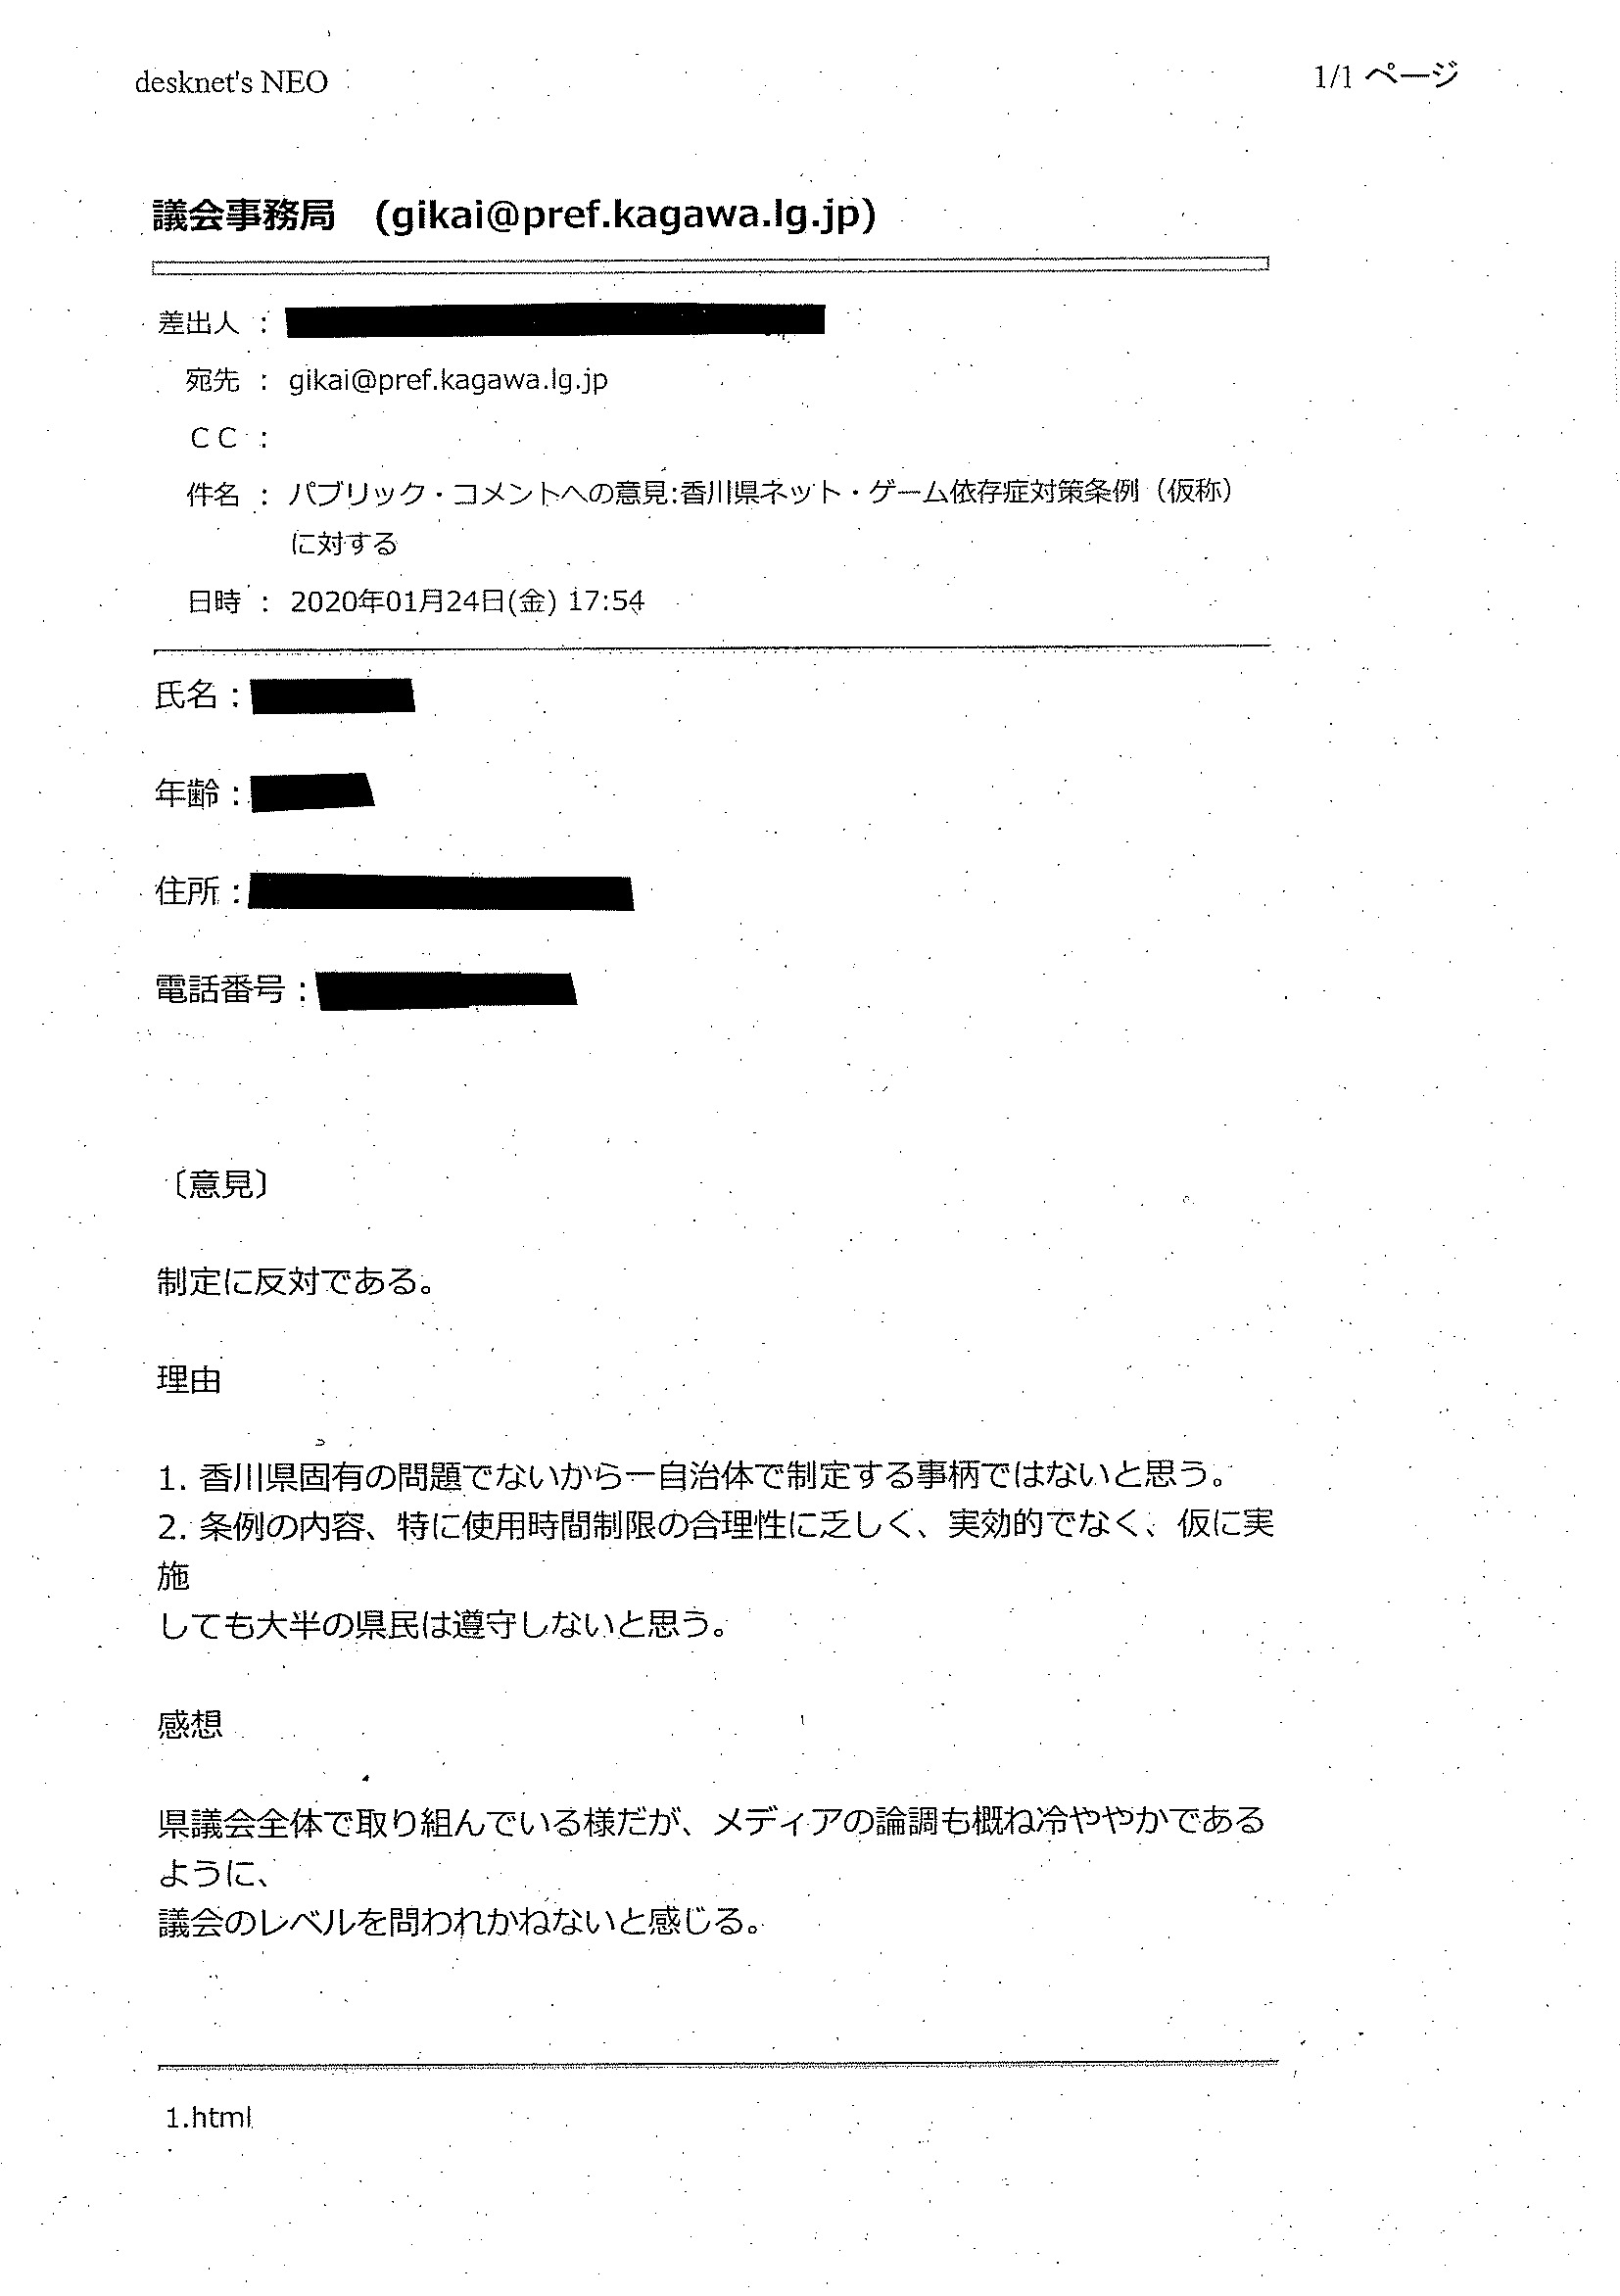 desknet's NEO
1/1 ページ
議会事務局 (gikai@pref.kagawa.lg.jp)
差出人 :
宛先 : gikai@pref.kagawa.lg.jp
CC :
件名 : パブリック・コメントへの意見:香川県ネット・ゲーム依存症対策条例（仮称）
に対する
日時 : 2020年01月24日(金) 17:54
氏名：
年齢：
住所：
電話番号：
〔意見〕
制定に反対である。
理由
1. 香川県固有の問題でないから一自治体で制定する事柄ではないと思う。
2. 条例の内容、特に使用時間制限の合理性に乏しく、実効的でなく、仮に実
施
しても大半の県民は遵守しないと思う。
感想
県議会全体で取り組んでいる様だが、メディアの論調も概ね冷ややかである
ように、
議会のレベルを問われかねないと感じる。
1.html